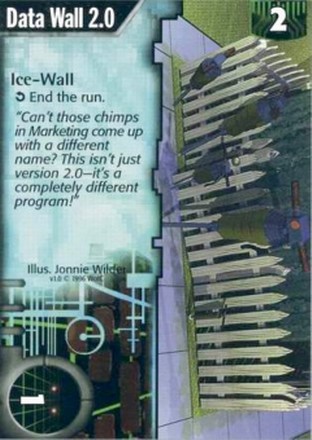 Data Wall 2.0
2
Ice-Wall
End the run.
"Can't those chimps
in Marketing come up
with a different
name? This isn't just
version 2.0—it's a
completely different
program!"
Illus. Jonnie Wilder
v1.0 © 1996 WotC
1